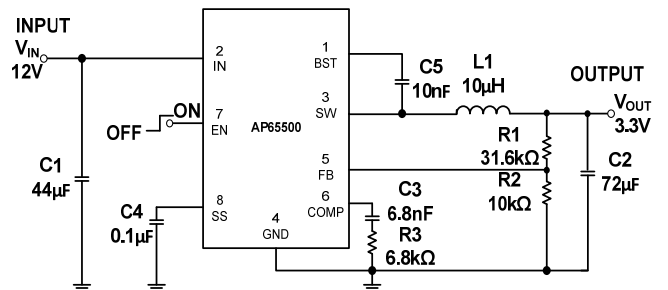 INPUT
VIN
12V
OFF
ON
C1
44µF
C4
0.1µF
2
IN
7
EN
8
SS
AP65500
4
GND
1
BST
3
SW
5
FB
6
COMP
C5
10nF
L1
10µH
C3
6.8nF
R3
6.8kΩ
R1
31.6kΩ
R2
10kΩ
C2
72µF
OUTPUT
VOUT
3.3V